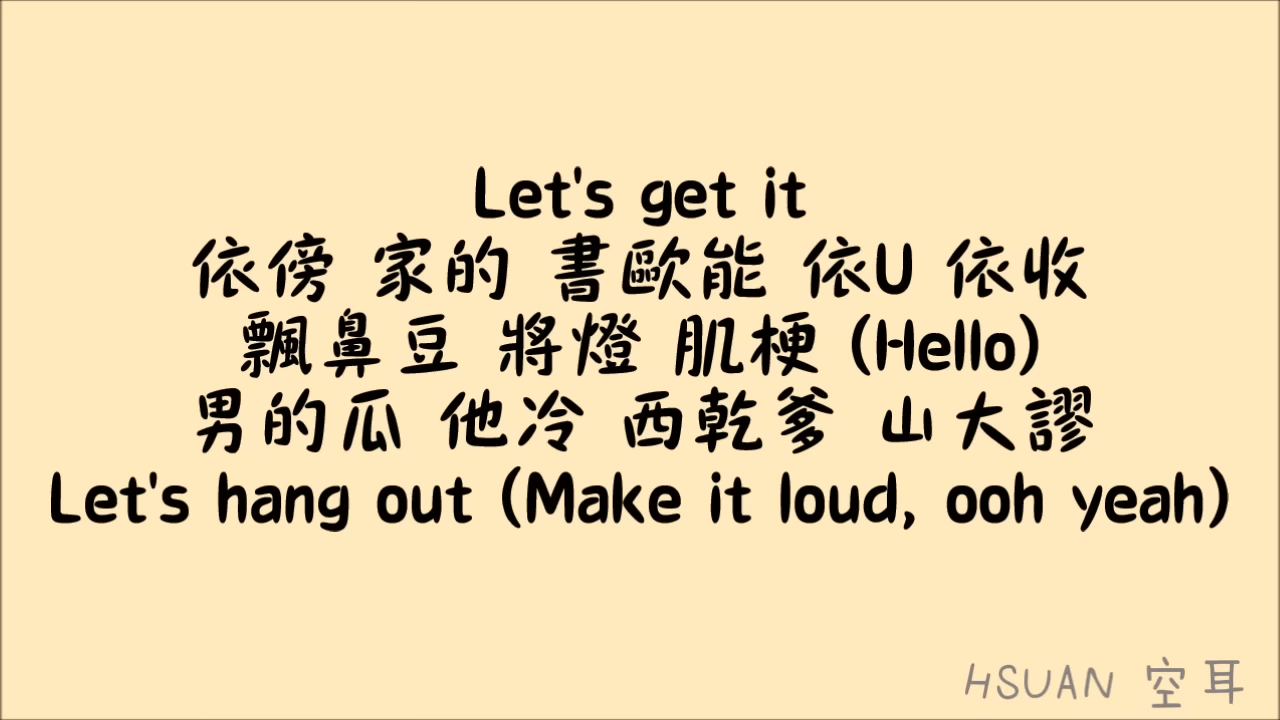 Let's get it
依傍 家的 書歐能 依U 依收
飄鼻豆 將燈 肌梗 (Hello)
男的瓜 他冷 西乾爹 山大謬
Let's hang out (Make it loud, ooh yeah)
HSUAN 空耳